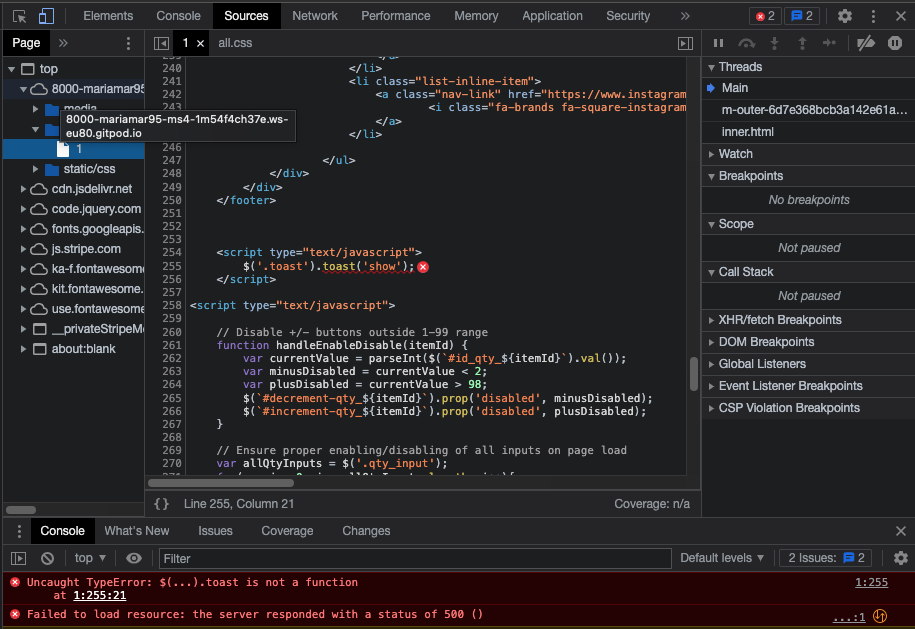 Elements Console Sources Network Performance Memory Application Security » 2 2
Page » 1 × all.css
top
8000-mariamar95
media
8000-mariamar95-ms4-1m54f4ch37e.ws-
eu80.gitpod.io
1
static/css
cdn.jsdelivr.net
code.jquery.com
fonts.googleapis.
js.stripe.com
ka-f.fontawesome
kit.fontawesome.
use.fontawesome
__privateStripeMe
about:blank
240 </li>
241 <li class="list-inline-item">
242 <a class="nav-link" href="https://www.instagram
243 <i class="fa-brands fa-square-instagram
</a>
</li>
246
247 </ul>
248 </div>
249 </div>
250 </footer>
251
252
253
254 <script type="text/javascript">
255 $('.toast').toast('show');
256 </script>
257
258 <script type="text/javascript">
259
260 // Disable +/- buttons outside 1-99 range
261 function handleEnableDisable(itemId) {
262 var currentValue = parseInt($(`#id_qty_${itemId}`).val());
263 var minusDisabled = currentValue < 2;
264 var plusDisabled = currentValue > 98;
265 $(`#decrement-qty_${itemId}`).prop('disabled', minusDisabled);
266 $(`#increment-qty_${itemId}`).prop('disabled', plusDisabled);
267 }
268
269 // Ensure proper enabling/disabling of all inputs on page load
270 var allQtyInputs = $('.qty_input');
{} Line 255, Column 21 Coverage: n/a
Threads
Main
m-outer-6d7e368bcb3a142e61a...
inner.html
Watch
Breakpoints
No breakpoints
Scope
Not paused
Call Stack
Not paused
XHR/fetch Breakpoints
DOM Breakpoints
Global Listeners
Event Listener Breakpoints
CSP Violation Breakpoints
Console What's New Issues Coverage Changes
top Filter Default levels 2 Issues: 2
Uncaught TypeError: $(...).toast is not a function 1:255
at 1:255:21
Failed to load resource: the server responded with a status of 500 () ...:1